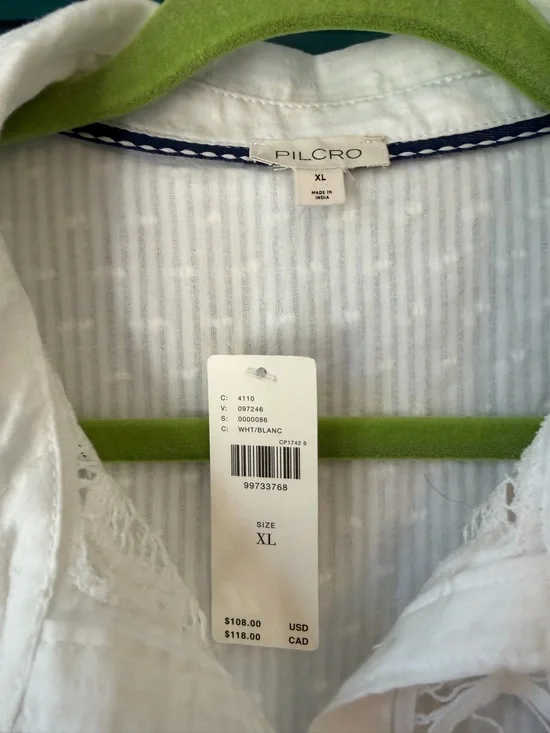 PILCRO
XL
MADE IN
INDIA
C: 4110
V: 097246
S: 0000086
C: WHT/BLANC
CP1742 6
99733768
SIZE
XL
$108.00 USD
$118.00 CAD